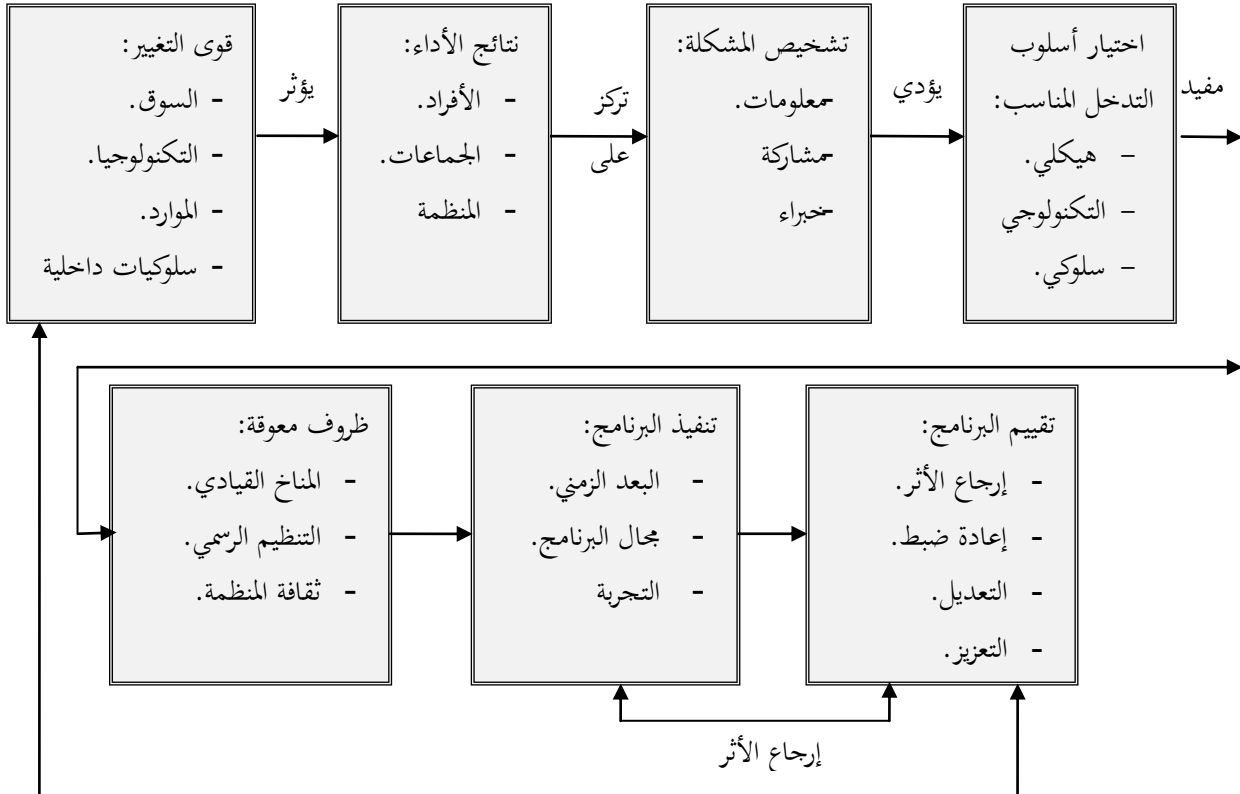 قوى التغيير:
- السوق.
- التكنولوجيا.
- الموارد.
- سلوكيات داخلية
يؤثر
نتائج الأداء:
- الأفراد.
- الجماعات.
- المنظمة
تركز
على
تشخيص المشكلة:
-معلومات.
-مشاركة
-خبراء
يؤدي
اختيار أسلوب
التدخل المناسب:
– هيكلي.
– التكنولوجي
– سلوكي.
مفيد
ظروف معوقة:
- المناخ القيادي.
- التنظيم الرسمي.
- ثقافة المنظمة.
تنفيذ البرنامج:
- البعد الزمني.
- مجال البرنامج.
- التجربة
تقييم البرنامج:
- إرجاع الأثر.
- إعادة ضبط.
- التعديل.
- التعزيز.
إرجاع الأثر